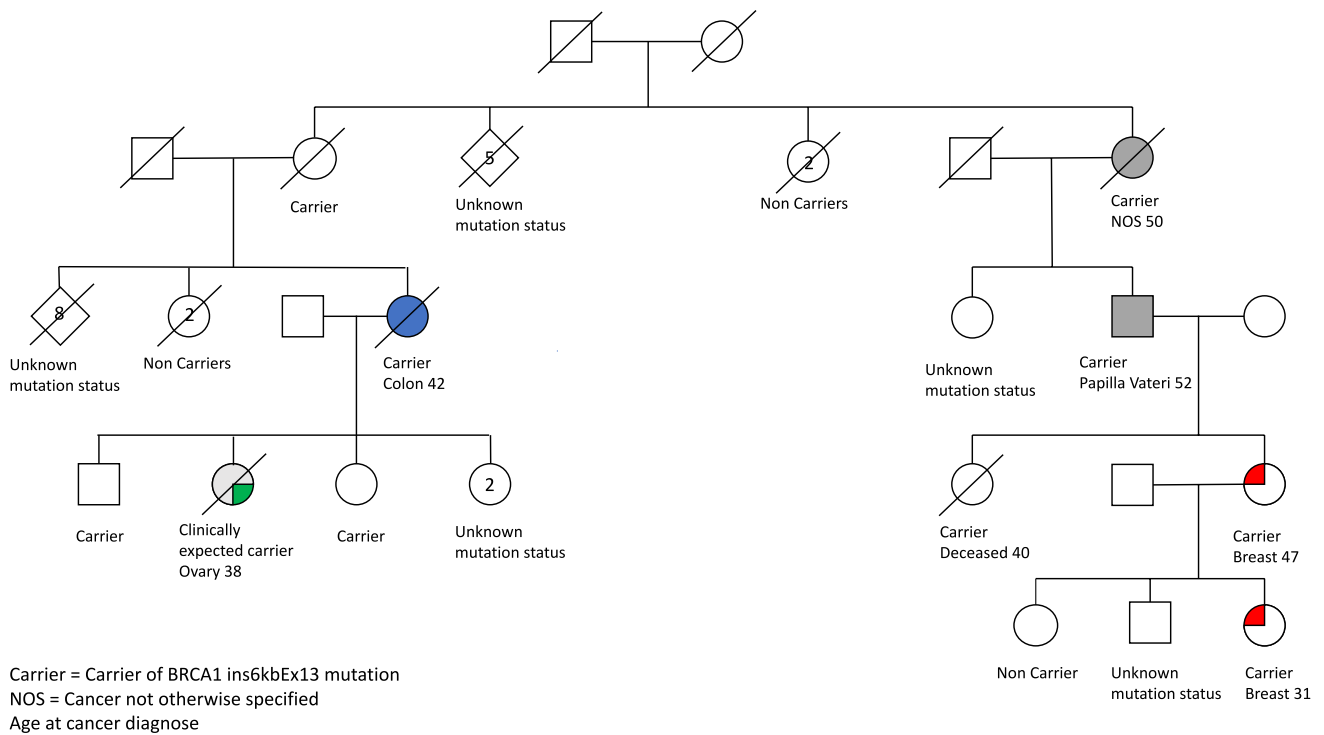 5
2
Carrier
Unknown
mutation status
Non Carriers
Carrier
NOS 50
8
2
Unknown
mutation status
Non Carriers
Carrier
Colon 42
Unknown
mutation status
Carrier
Papilla Vateri 52
2
Carrier
Clinically
expected carrier
Ovary 38
Carrier
Unknown
mutation status
Carrier
Deceased 40
Carrier
Breast 47
Non Carrier
Unknown
mutation status
Carrier
Breast 31
Carrier = Carrier of BRCA1 ins6kbEx13 mutation
NOS = Cancer not otherwise specified
Age at cancer diagnose